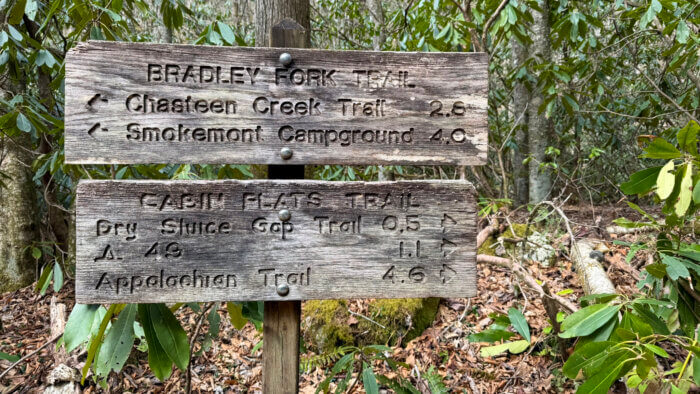 BRADLEY FORK TRAIL
← Chasteen Creek Trail 2.8
← Smokemont Campground 4.0
CABIN FLATS TRAIL
Dry Sluice Gap Trail 0.5 →
△ 49 1.1 →
Appalachian Trail 4.6 →